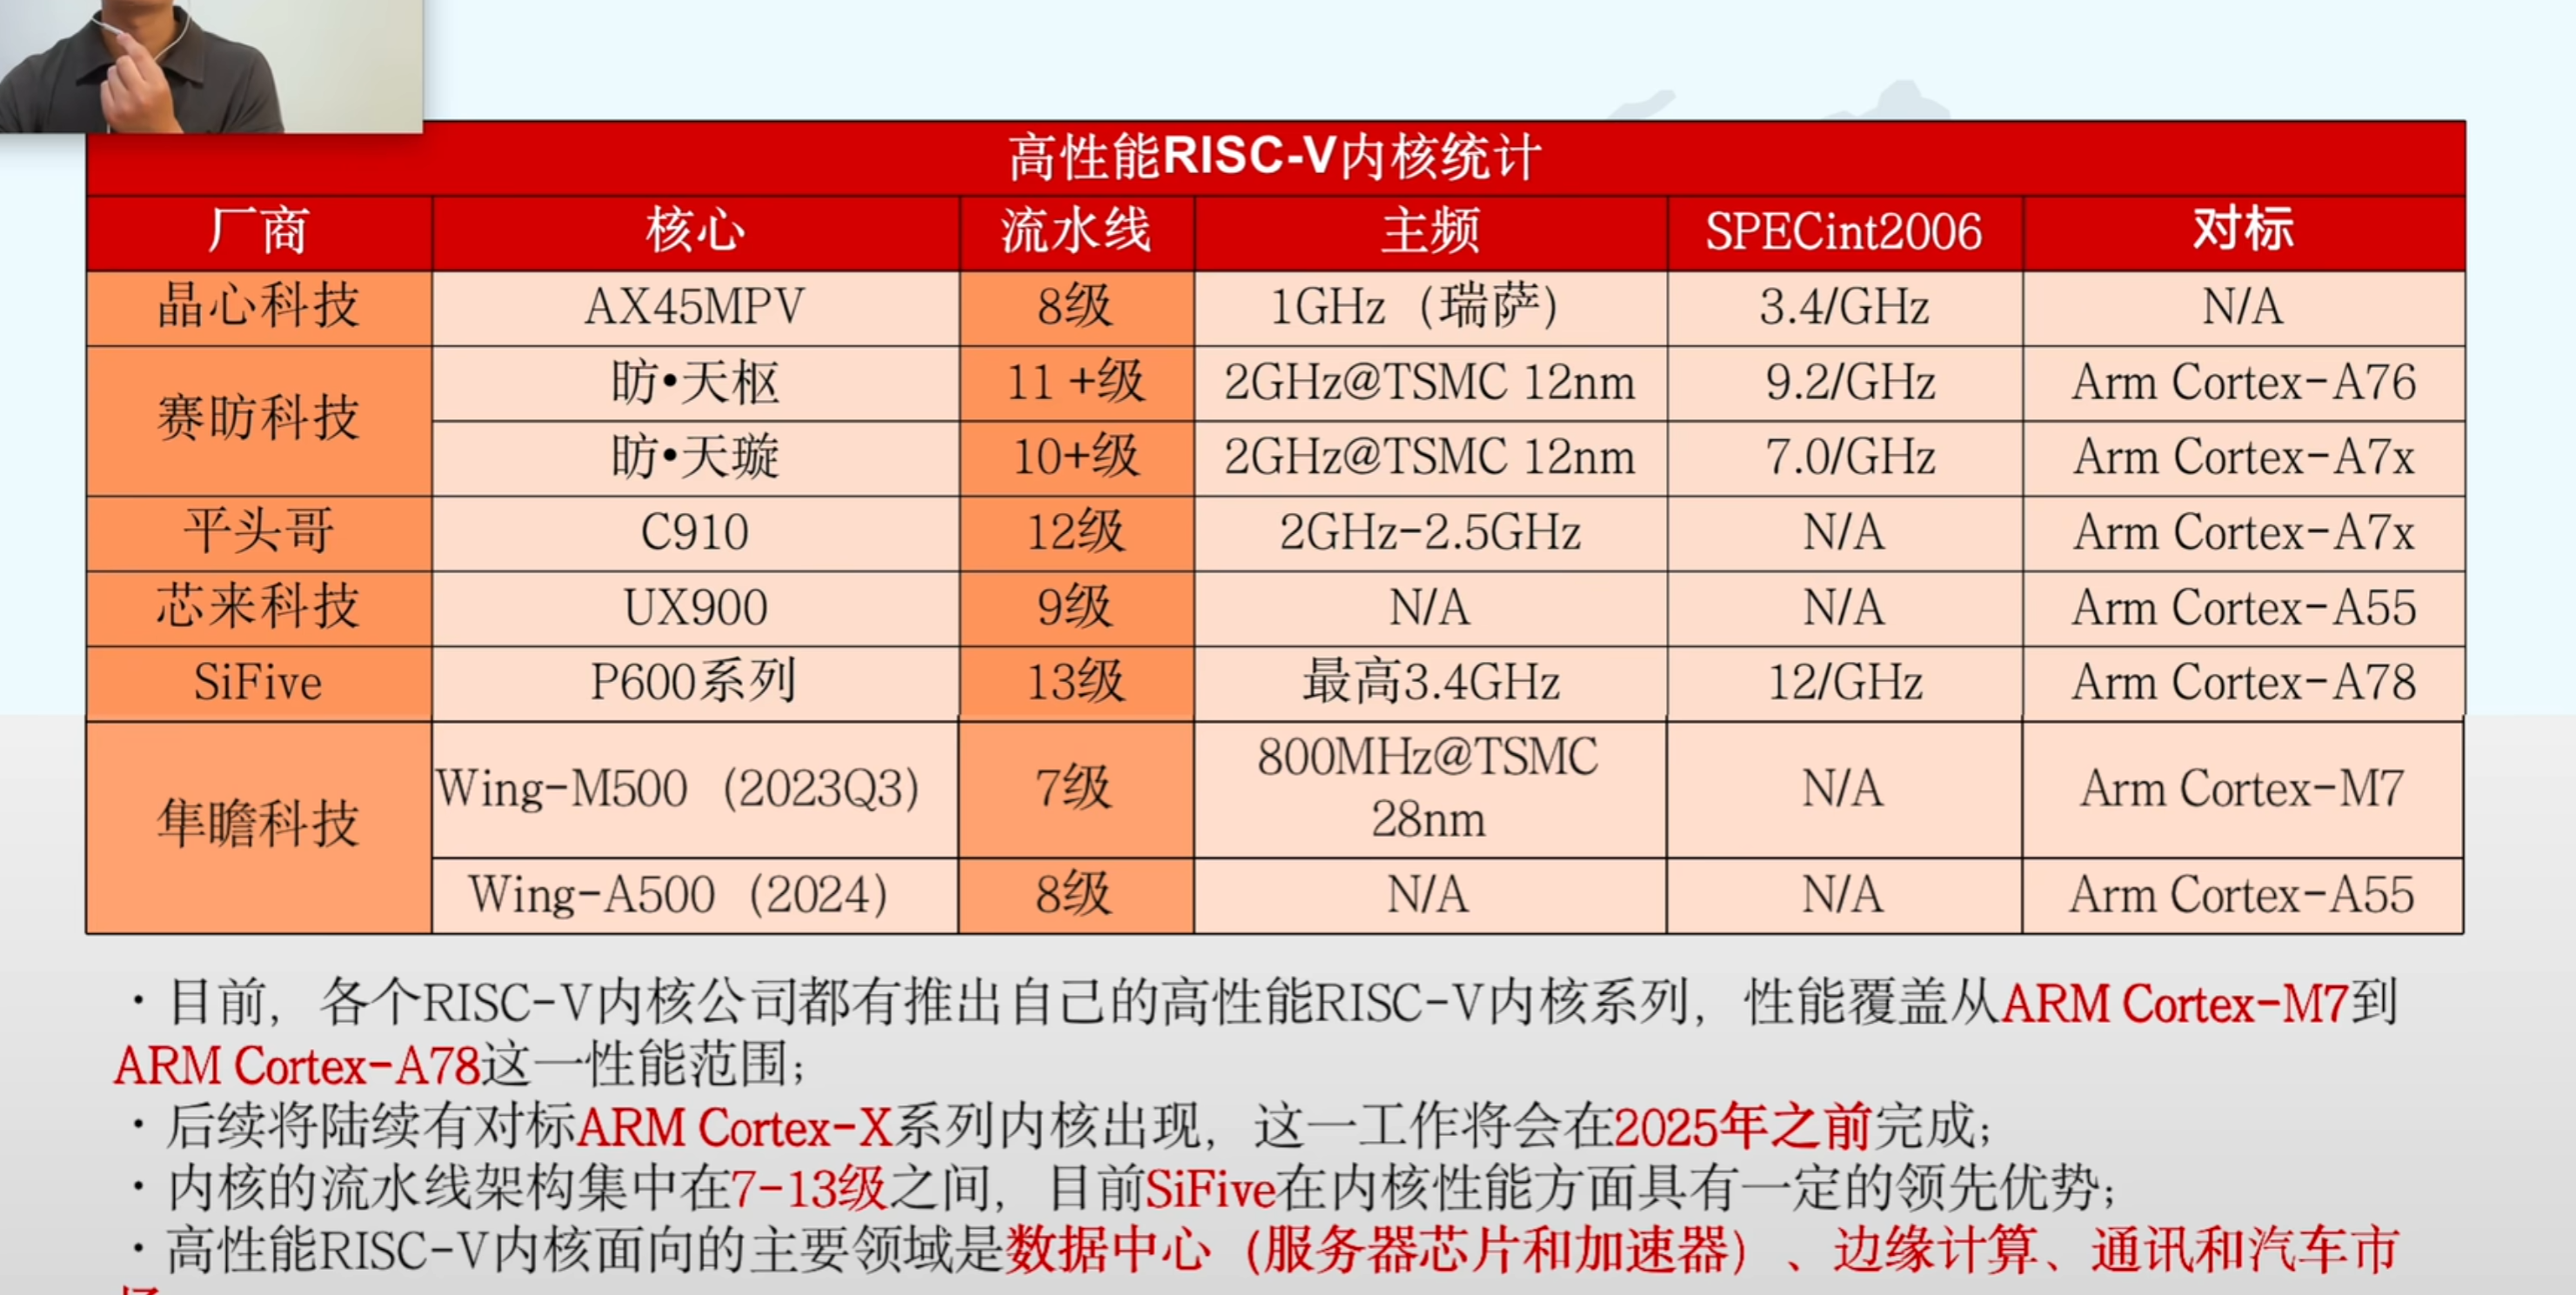 高性能RISC-V内核统计
厂商 核心 流水线 主频 SPECint2006 对标
晶心科技 AX45MPV 8级 1GHz（瑞萨） 3.4/GHz N/A
赛昉科技 昉•天枢 11 +级 2GHz@TSMC 12nm 9.2/GHz Arm Cortex-A76
昉•天璇 10+级 2GHz@TSMC 12nm 7.0/GHz Arm Cortex-A7x
平头哥 C910 12级 2GHz-2.5GHz N/A Arm Cortex-A7x
芯来科技 UX900 9级 N/A N/A Arm Cortex-A55
SiFive P600系列 13级 最高3.4GHz 12/GHz Arm Cortex-A78
隼瞻科技 Wing-M500（2023Q3） 7级 800MHz@TSMC
28nm N/A Arm Cortex-M7
Wing-A500（2024） 8级 N/A N/A Arm Cortex-A55
· 目前，各个RISC-V内核公司都有推出自己的高性能RISC-V内核系列，性能覆盖从ARM Cortex-M7到
ARM Cortex-A78这一性能范围；
· 后续将陆续有对标ARM Cortex-X系列内核出现，这一工作将会在2025年之前完成；
· 内核的流水线架构集中在7-13级之间，目前SiFive在内核性能方面具有一定的领先优势；
· 高性能RISC-V内核面向的主要领域是数据中心（服务器芯片和加速器）、边缘计算、通讯和汽车市